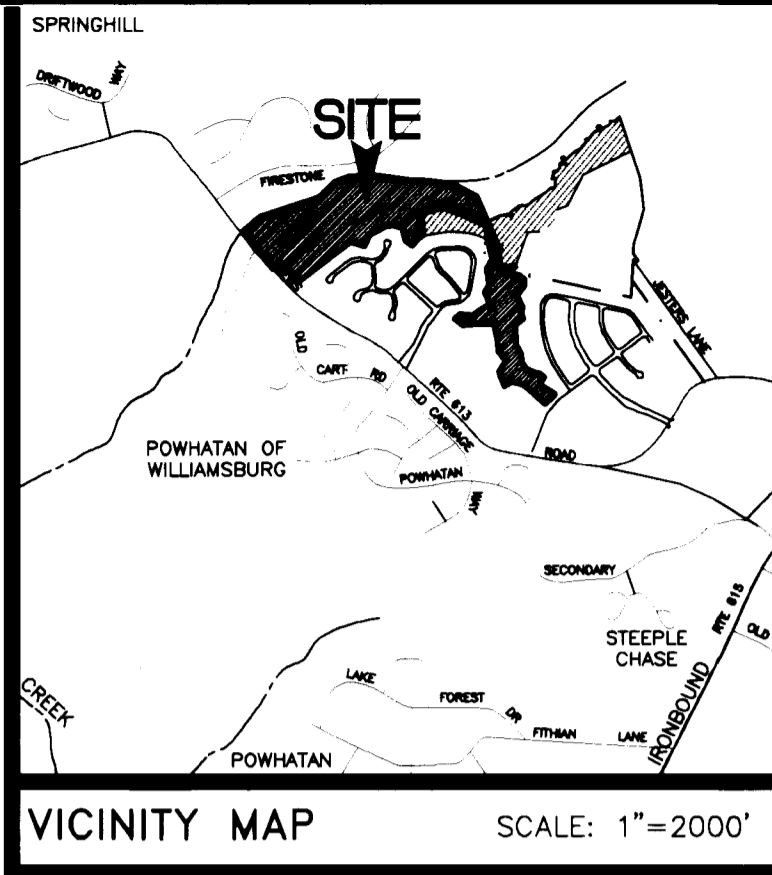 SPRINGHILL
DRIFTWOOD WAY
SITE
FIRESTONE
JESTERS LANE
OLD
CART RD
RTE 613
OLD CARRIAGE
WAY
POWHATAN OF
WILLIAMSBURG
POWHATAN
ROAD
SECONDARY
RTE 615
OLD
STEEPLE
CHASE
LAKE
FOREST DR
FITHIAN LANE
IRONBOUND
CREEK
POWHATAN
VICINITY MAP
SCALE: 1"=2000'